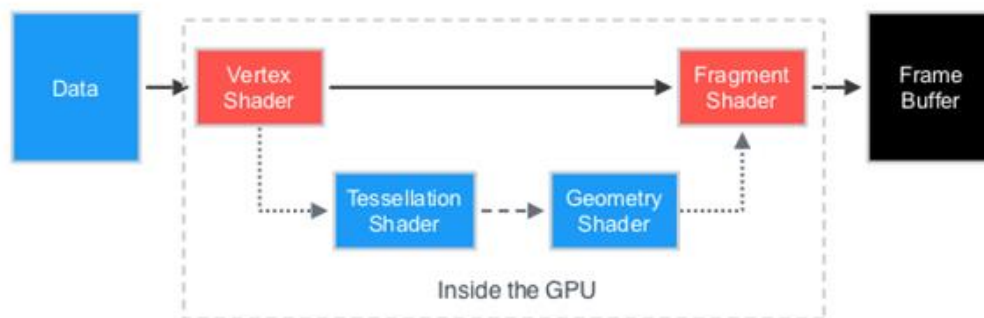 Data
Vertex
Shader
Fragment
Shader
Frame
Buffer
Tessellation
Shader
Geometry
Shader
Inside the GPU